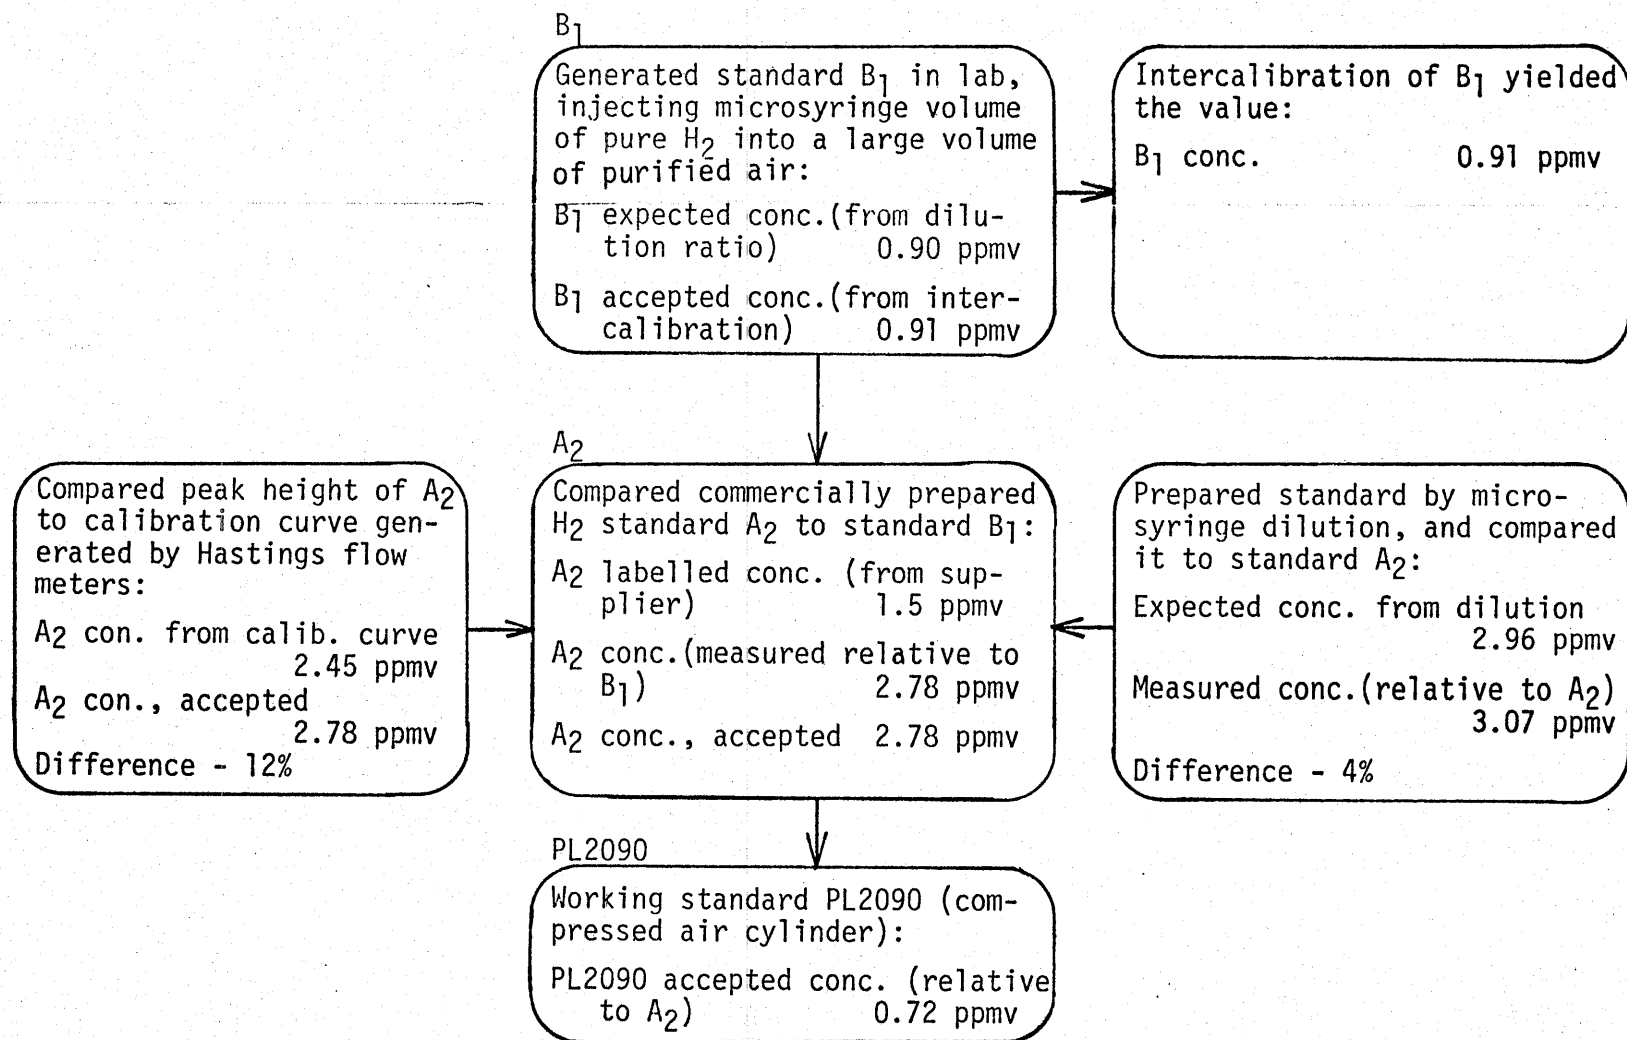 B1
Generated standard B1 in lab,
injecting microsyringe volume
of pure H2 into a large volume
of purified air:
B1 expected conc.(from dilu-
tion ratio) 0.90 ppmv
B1 accepted conc.(from inter-
calibration) 0.91 ppmv
Intercalibration of B1 yielded
the value:
B1 conc. 0.91 ppmv
Compared peak height of A2
to calibration curve gen-
erated by Hastings flow
meters:
A2 con. from calib. curve
2.45 ppmv
A2 con., accepted
2.78 ppmv
Difference - 12%
A2
Compared commercially prepared
H2 standard A2 to standard B1:
A2 labelled conc. (from sup-
plier) 1.5 ppmv
A2 conc.(measured relative to
B1) 2.78 ppmv
A2 conc., accepted 2.78 ppmv
Prepared standard by micro-
syringe dilution, and compared
it to standard A2:
Expected conc. from dilution
2.96 ppmv
Measured conc.(relative to A2)
3.07 ppmv
Difference - 4%
PL2090
Working standard PL2090 (com-
pressed air cylinder):
PL2090 accepted conc. (relative
to A2) 0.72 ppmv